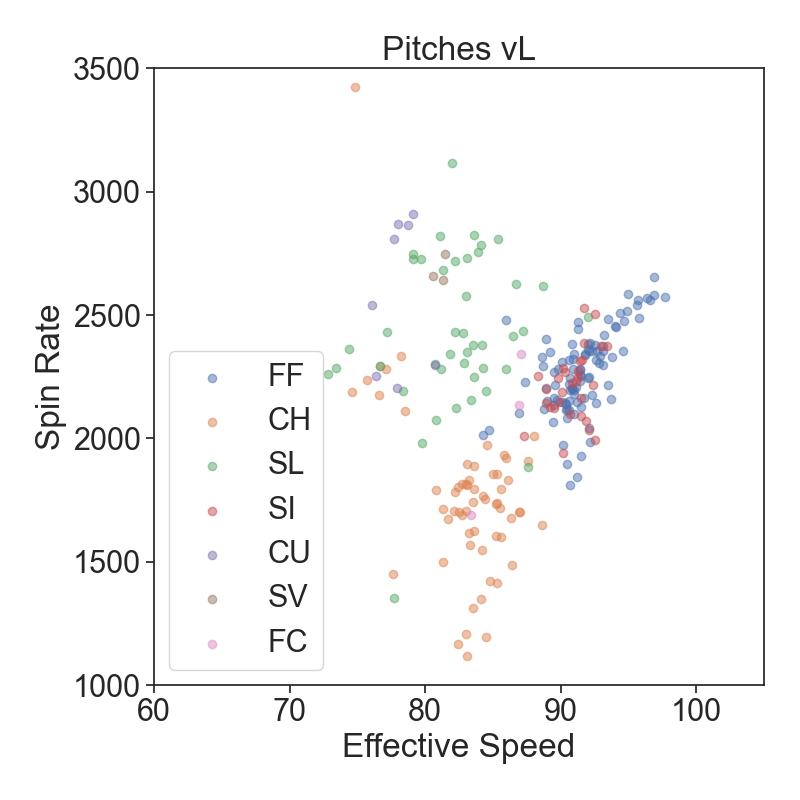 Pitches vL
3500
3000
2500
2000
1500
1000
Spin Rate
FF
CH
SL
SI
CU
SV
FC
60
70
80
90
100
Effective Speed